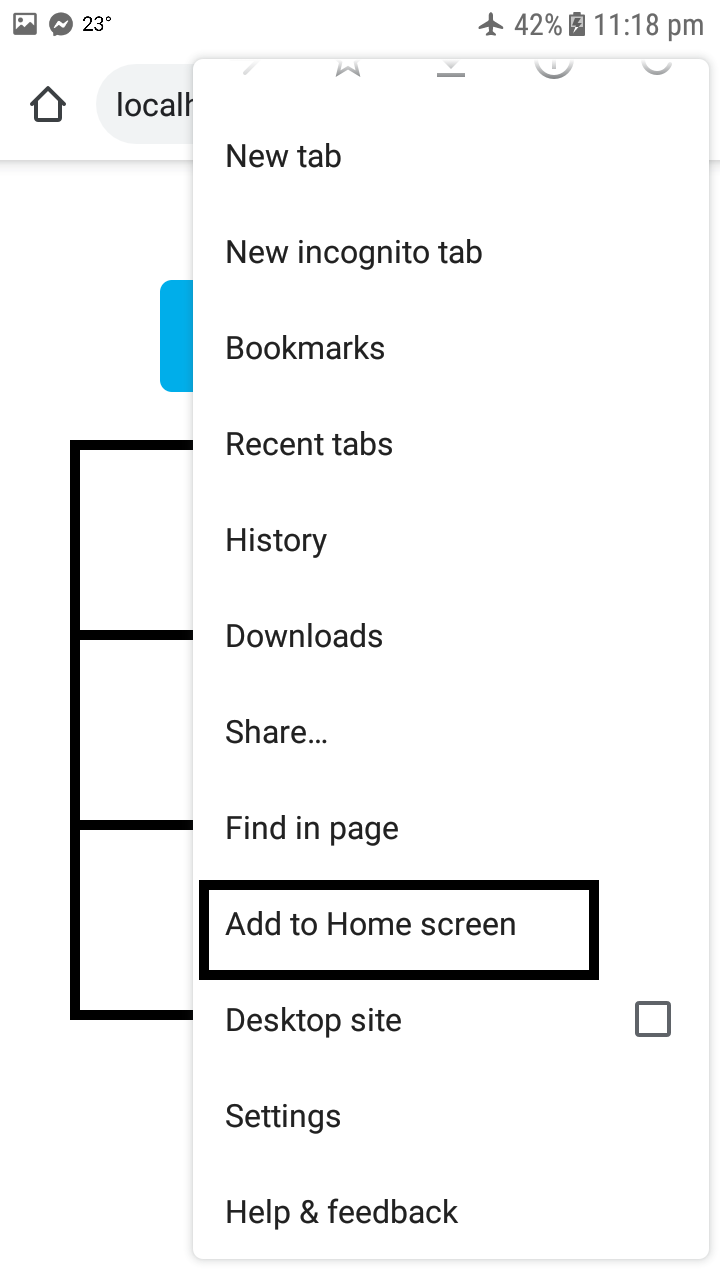 23°
42%
11:18 pm
localh
New tab
New incognito tab
Bookmarks
Recent tabs
History
Downloads
Share…
Find in page
Add to Home screen
Desktop site
Settings
Help & feedback